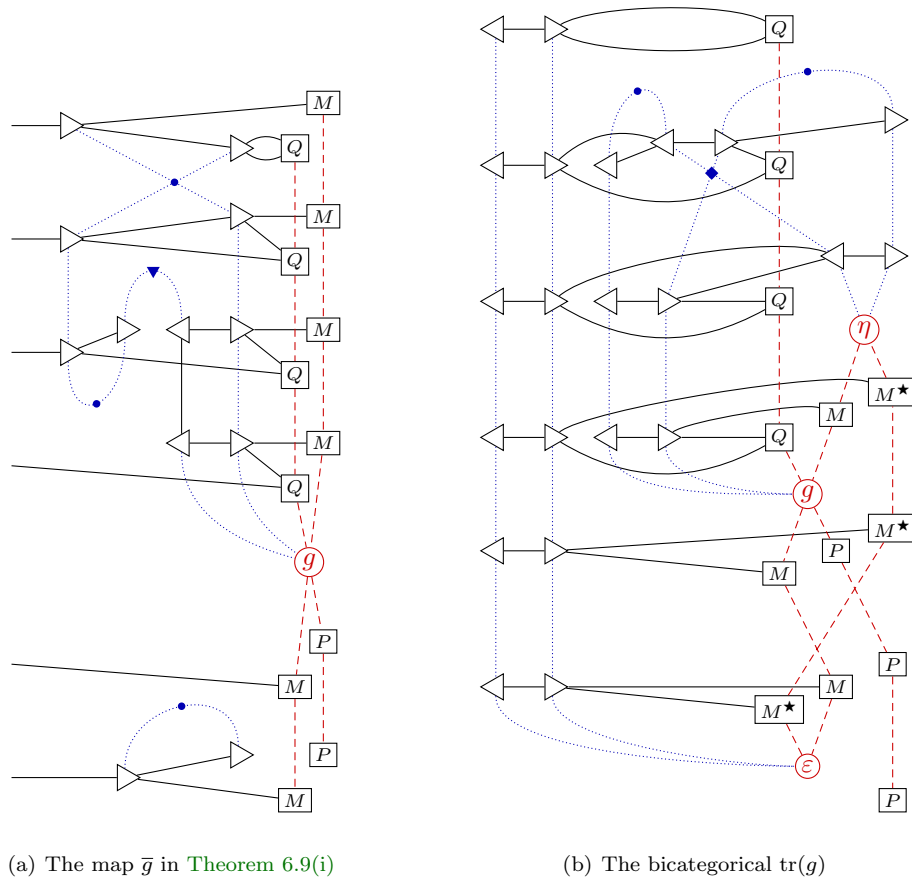 M
Q
M
Q
M
Q
M
Q
g
P
M
P
M
(a) The map g̅ in Theorem 6.9(i)
Q
Q
Q
η
M★
M
Q
g
M★
P
M
P
M
M★
ε
P
(b) The bicategorical tr(g)